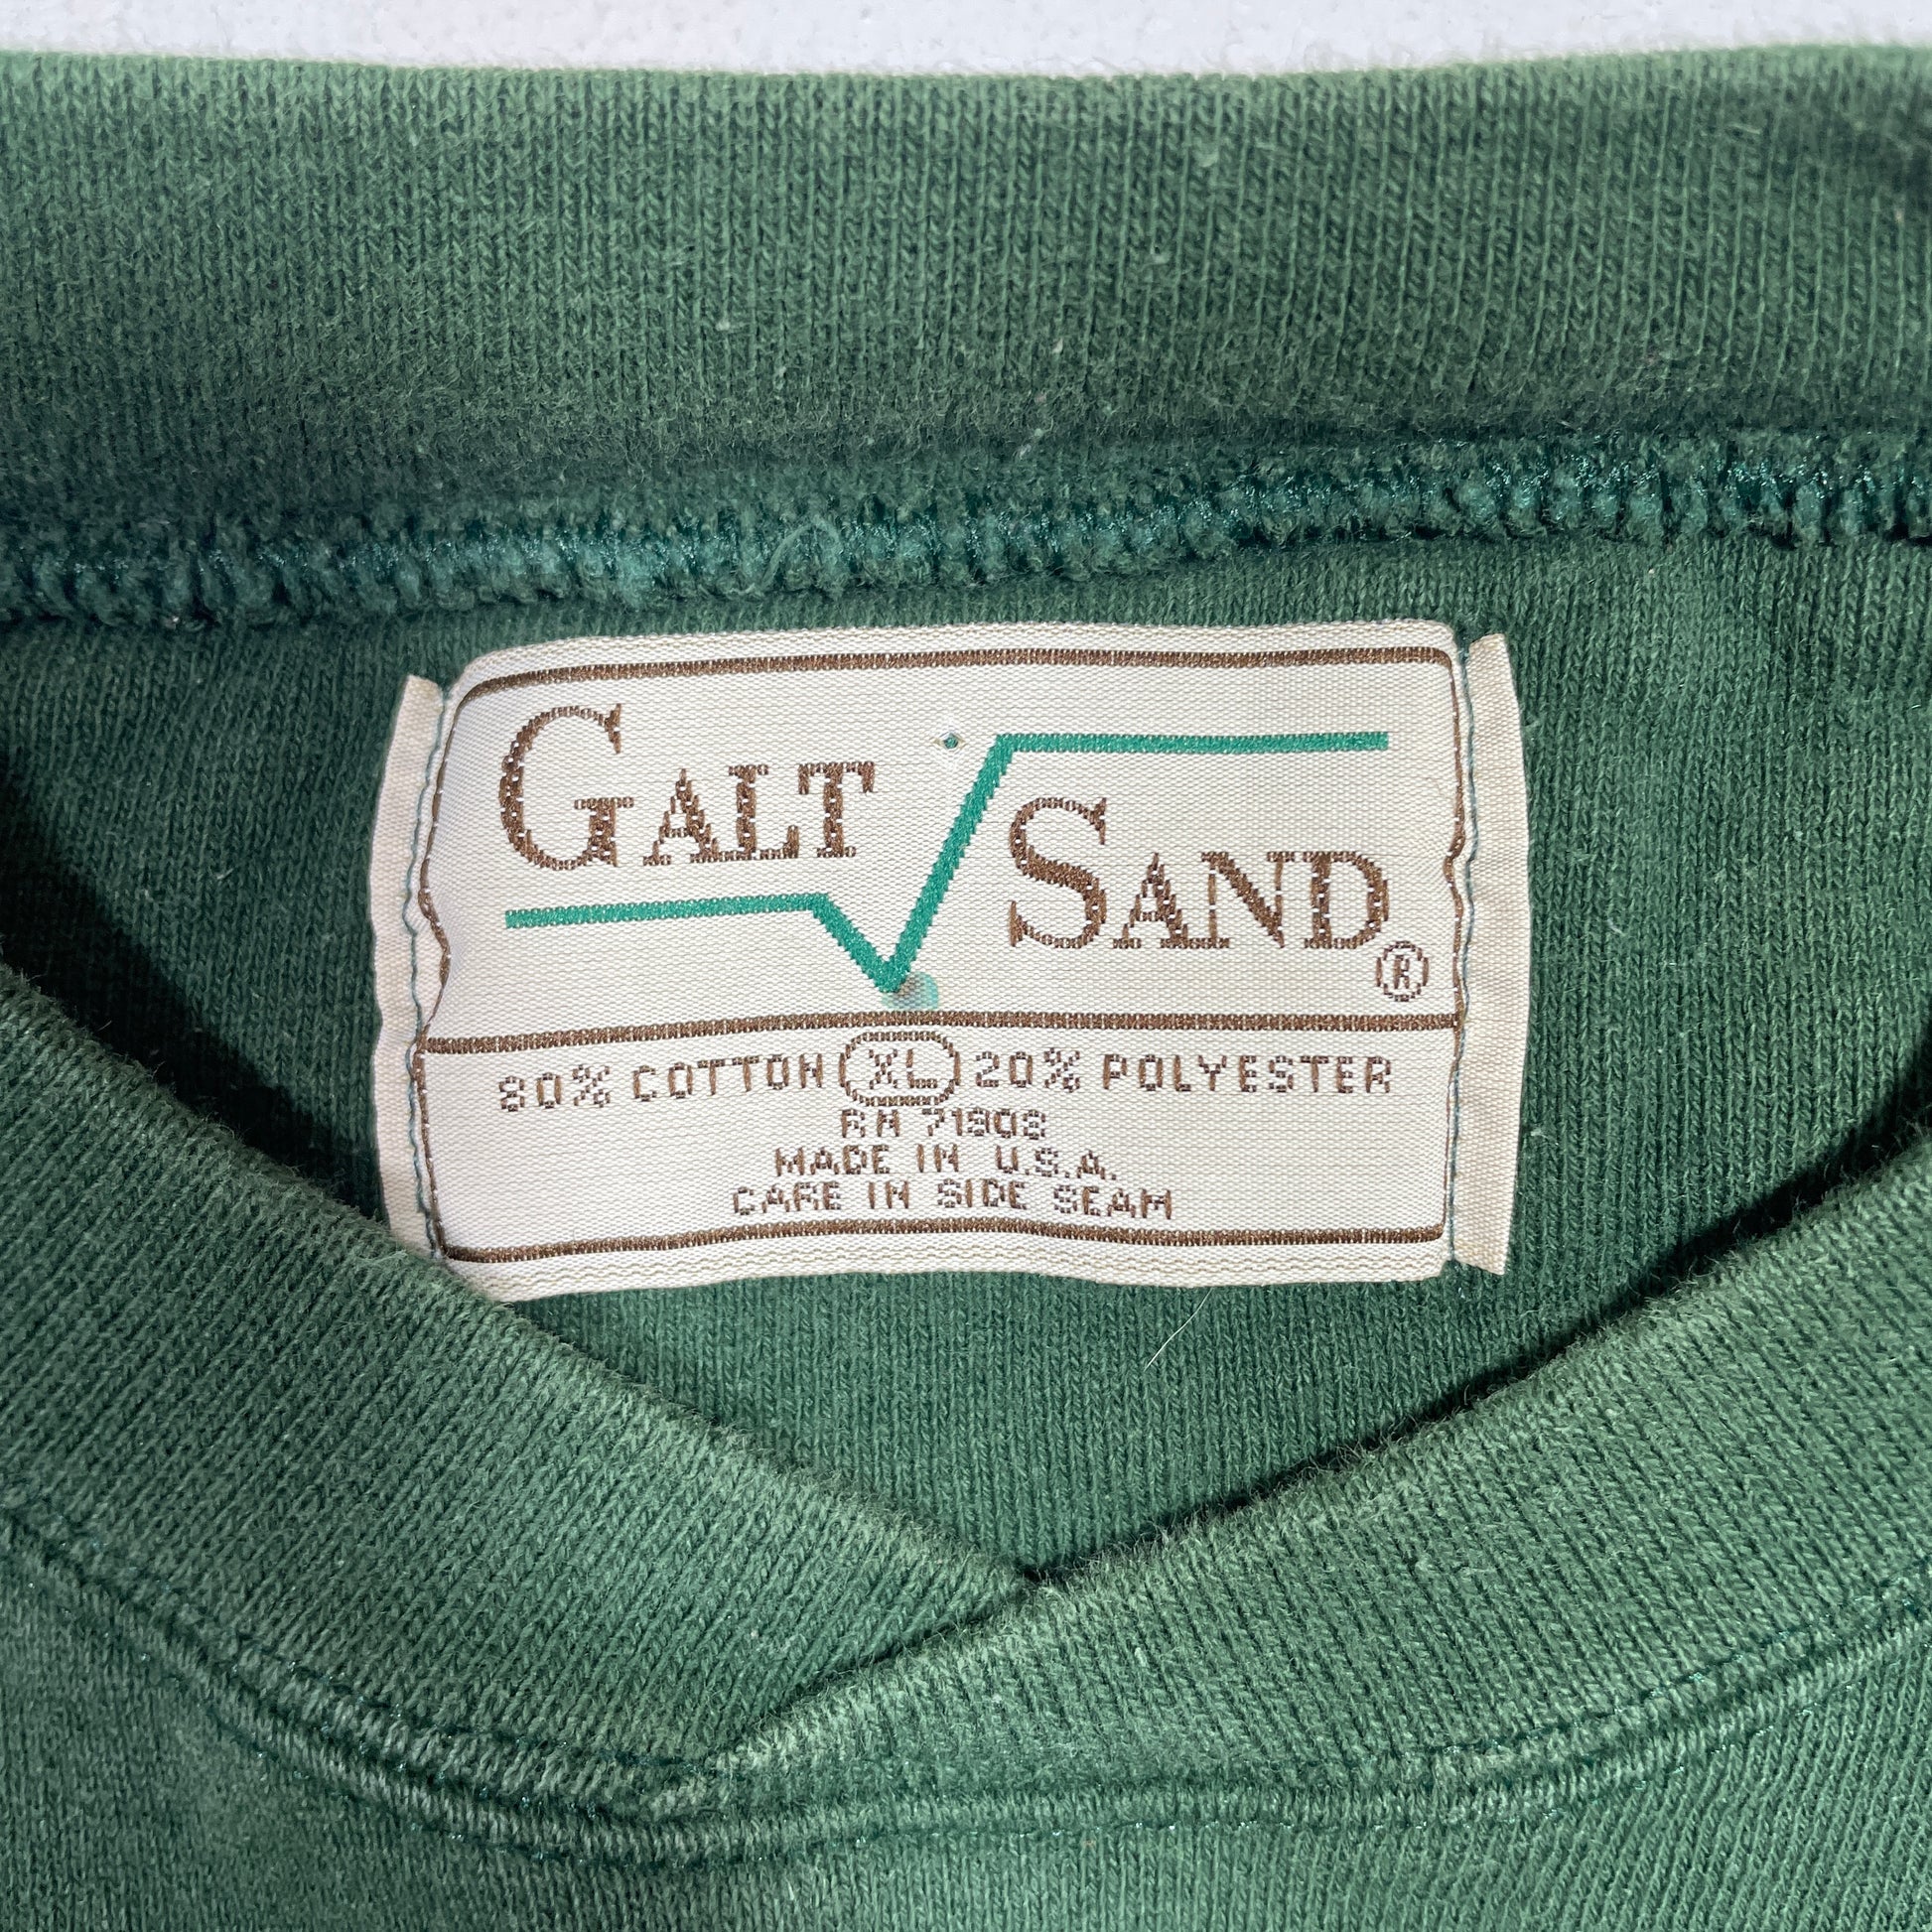 GALT SAND®
80% COTTON XL 20% POLYESTER
RN 71908
MADE IN U.S.A.
CARE IN SIDE SEAM